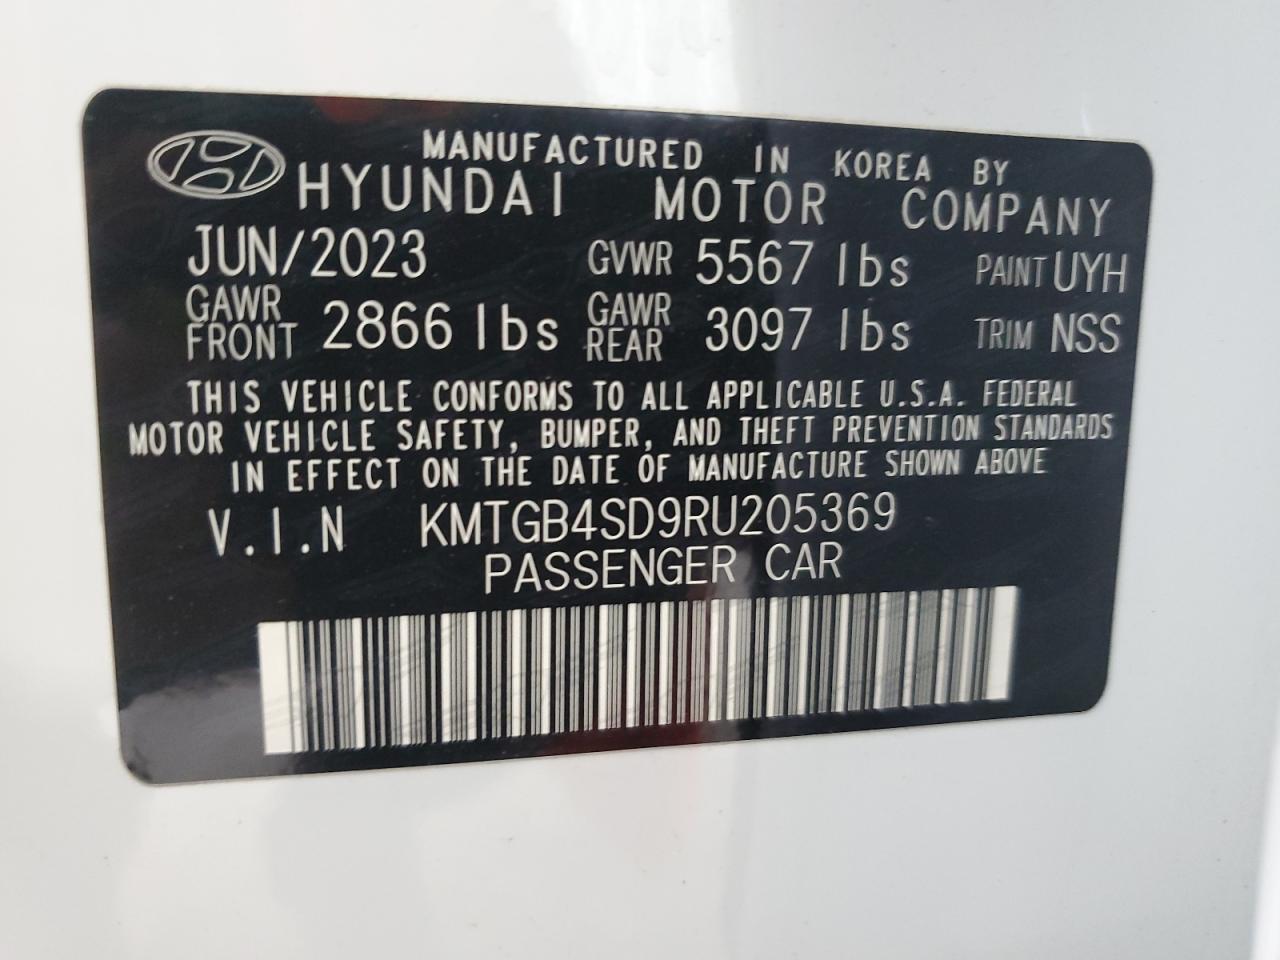 MANUFACTURED IN KOREA BY
HYUNDAI MOTOR COMPANY
JUN/2023 GVWR 5567 lbs PAINT UYH
GAWR FRONT 2866 lbs GAWR REAR 3097 lbs TRIM NSS
THIS VEHICLE CONFORMS TO ALL APPLICABLE U.S.A. FEDERAL
MOTOR VEHICLE SAFETY, BUMPER, AND THEFT PREVENTION STANDARDS
IN EFFECT ON THE DATE OF MANUFACTURE SHOWN ABOVE
V.I.N KMTGB4SD9RU205369
PASSENGER CAR